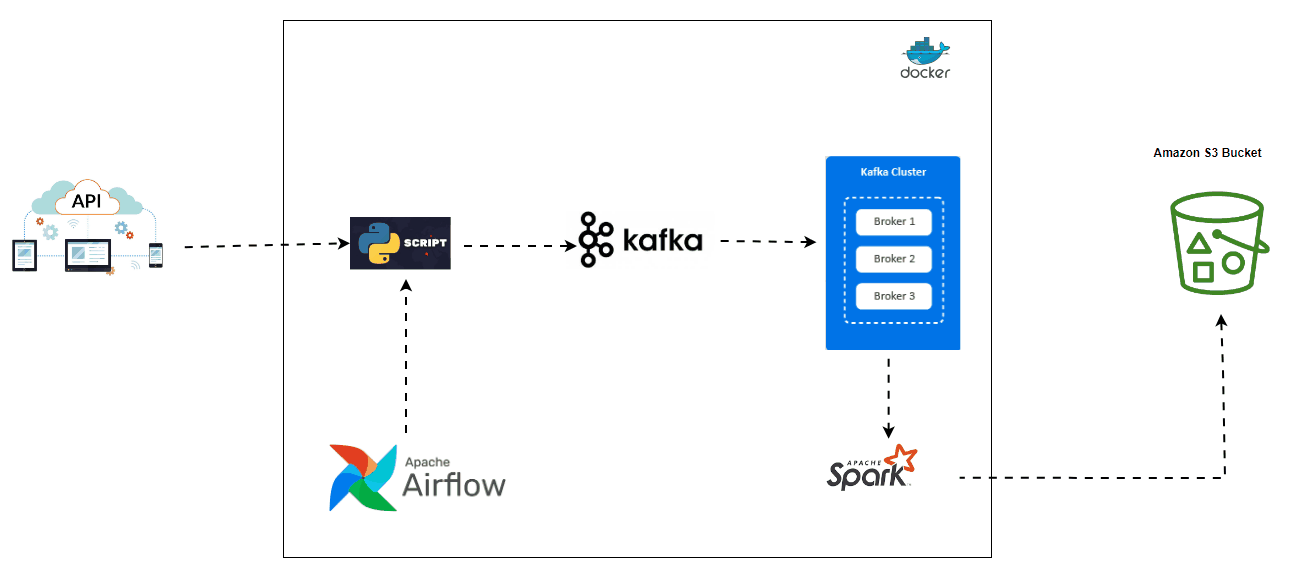 docker
Amazon S3 Bucket
API
SCRIPT
kafka
Kafka Cluster
Broker 1
Broker 2
Broker 3
Apache
Airflow
APACHE
Spark